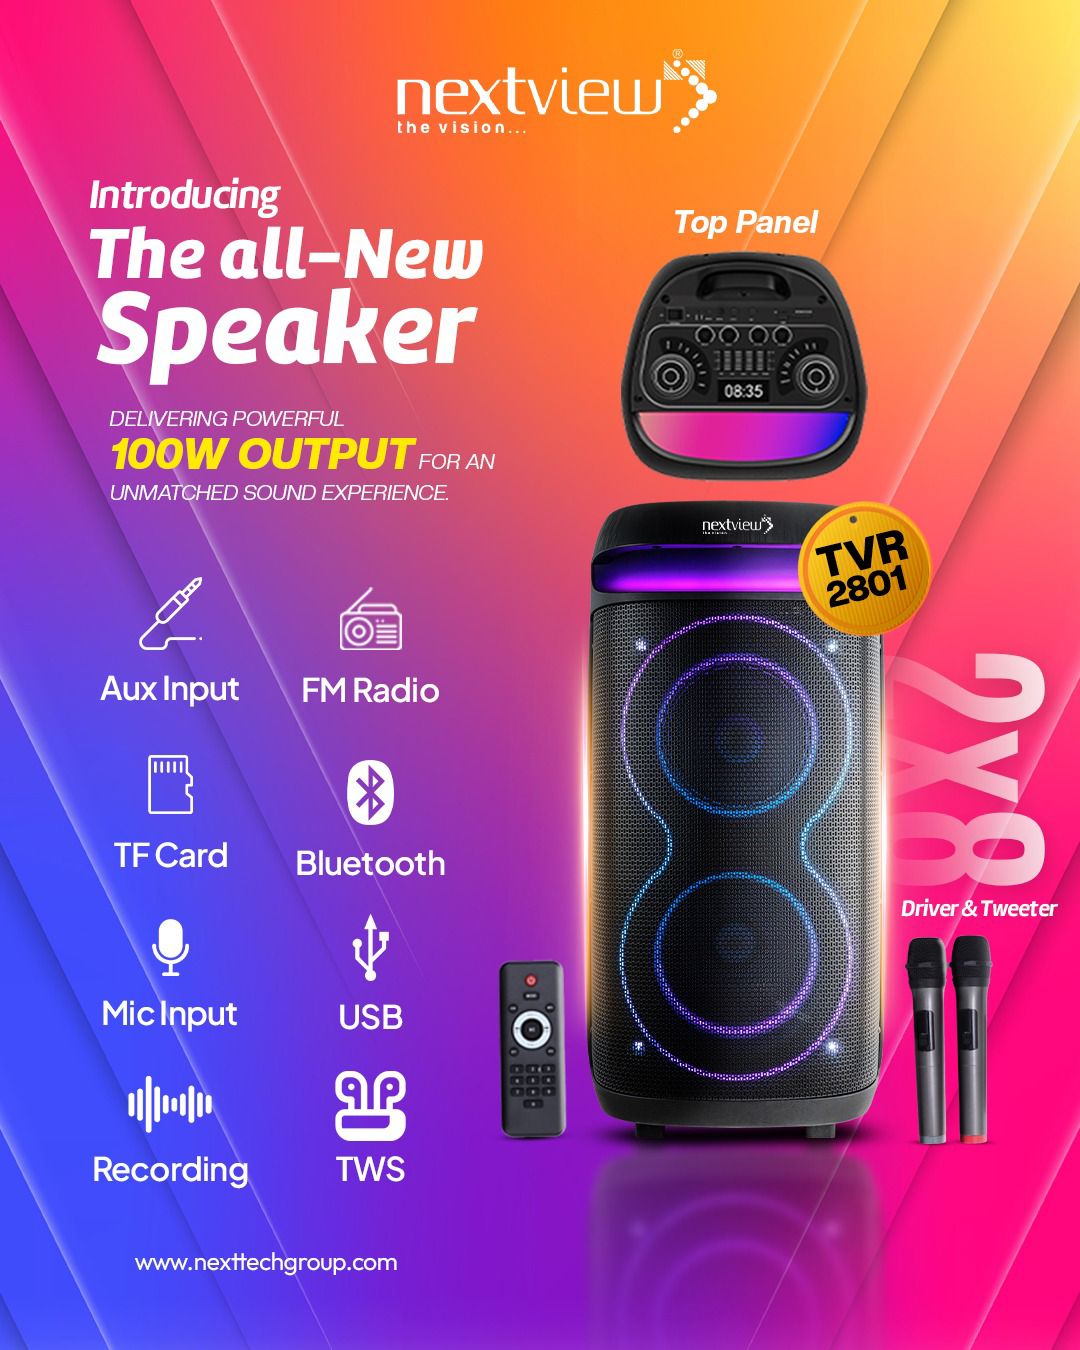 nextview®
the vision...
Introducing
The all-New
Speaker
DELIVERING POWERFUL
100W OUTPUT FOR AN
UNMATCHED SOUND EXPERIENCE.
Top Panel
08:35
nextview
the vision
TVR
2801
2X8
Driver & Tweeter
Aux Input
FM Radio
TF Card
Bluetooth
Mic Input
USB
Recording
TWS
www.nexttechgroup.com